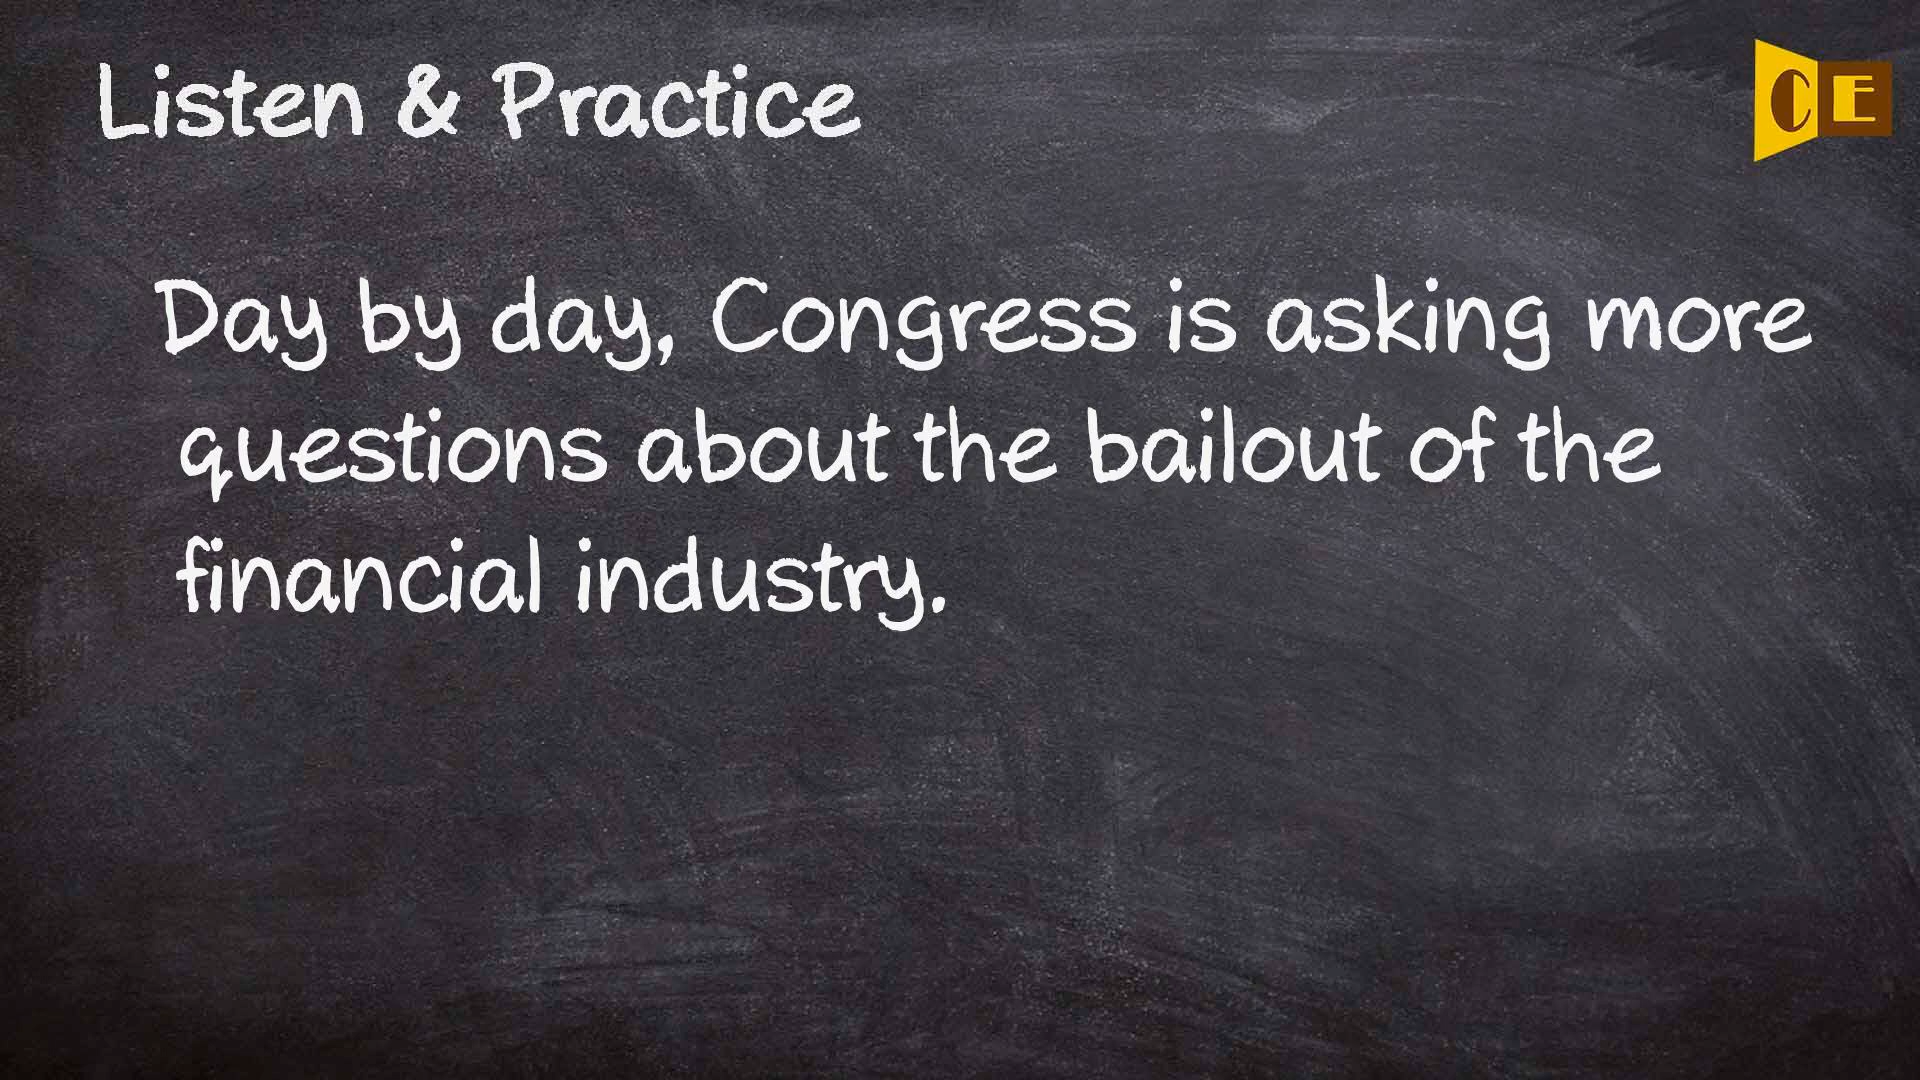 Listen & Practice
CE
Day by day, Congress is asking more
questions about the bailout of the
financial industry.